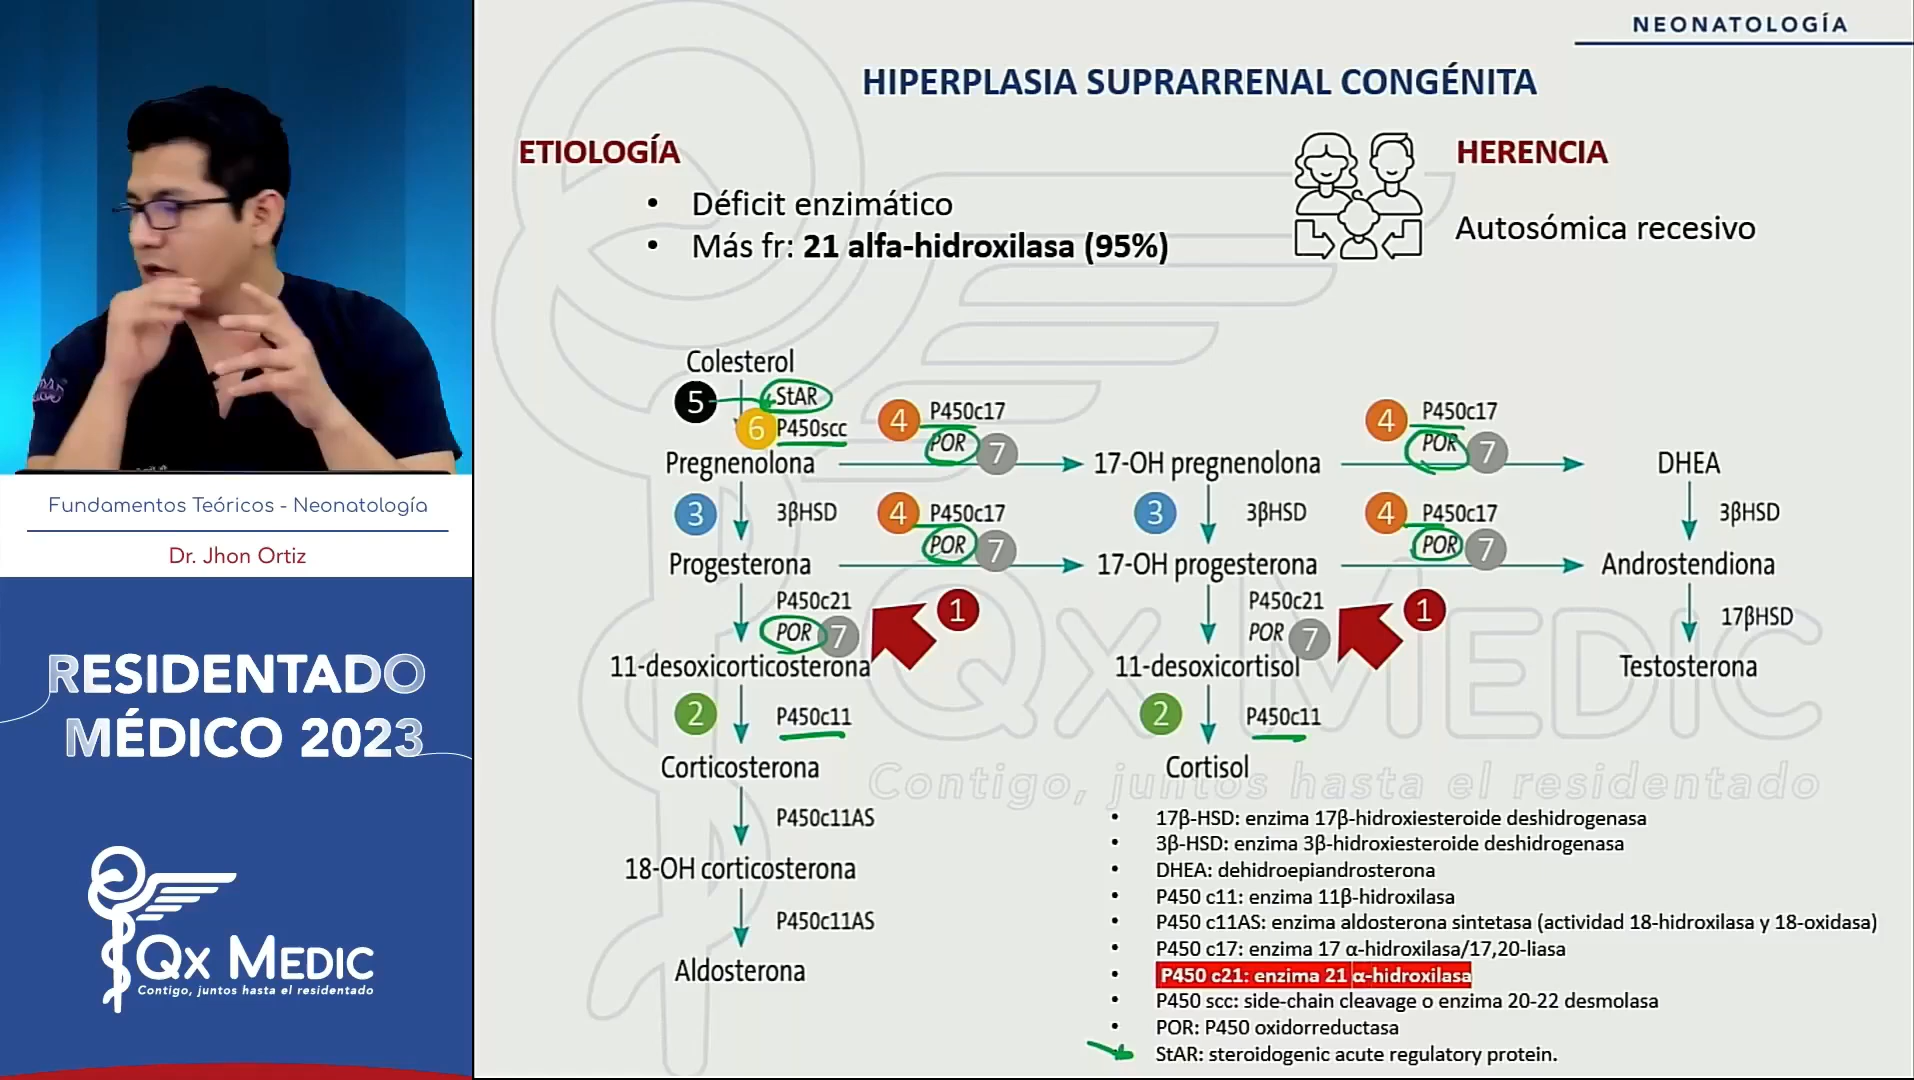 NEONATOLOGÍA
HIPERPLASIA SUPRARRENAL CONGÉNITA
ETIOLOGÍA
• Déficit enzimático
• Más fr: 21 alfa-hidroxilasa (95%)
HERENCIA
Autosómica recesivo
Colesterol
5 StAR
6 P450scc
4 P450c17
POR 7
4 P450c17
POR 7
Pregnenolona
17-OH pregnenolona
DHEA
3 3βHSD
4 P450c17
POR 7
3 3βHSD
4 P450c17
POR 7
3βHSD
Progesterona
17-OH progesterona
Androstendiona
P450c21 1
POR 7
P450c21 1
POR 7
17βHSD
11-desoxicorticosterona
11-desoxicortisol
Testosterona
2 P450c11
2 P450c11
Corticosterona
Cortisol
P450c11AS
18-OH corticosterona
P450c11AS
Aldosterona
• 17β-HSD: enzima 17β-hidroxiesteroide deshidrogenasa
• 3β-HSD: enzima 3β-hidroxiesteroide deshidrogenasa
• DHEA: dehidroepiandrosterona
• P450 c11: enzima 11β-hidroxilasa
• P450 c11AS: enzima aldosterona sintetasa (actividad 18-hidroxilasa y 18-oxidasa)
• P450 c17: enzima 17 α-hidroxilasa/17,20-liasa
• P450 c21: enzima 21 α-hidroxilasa
• P450 scc: side-chain cleavage o enzima 20-22 desmolasa
• POR: P450 oxidorreductasa
• StAR: steroidogenic acute regulatory protein.
Qx MEDIC
Contigo, juntos hasta el residentado
Fundamentos Teóricos - Neonatología
Dr. Jhon Ortiz
RESIDENTADO
MÉDICO 2023
Qx MEDIC
Contigo, juntos hasta el residentado